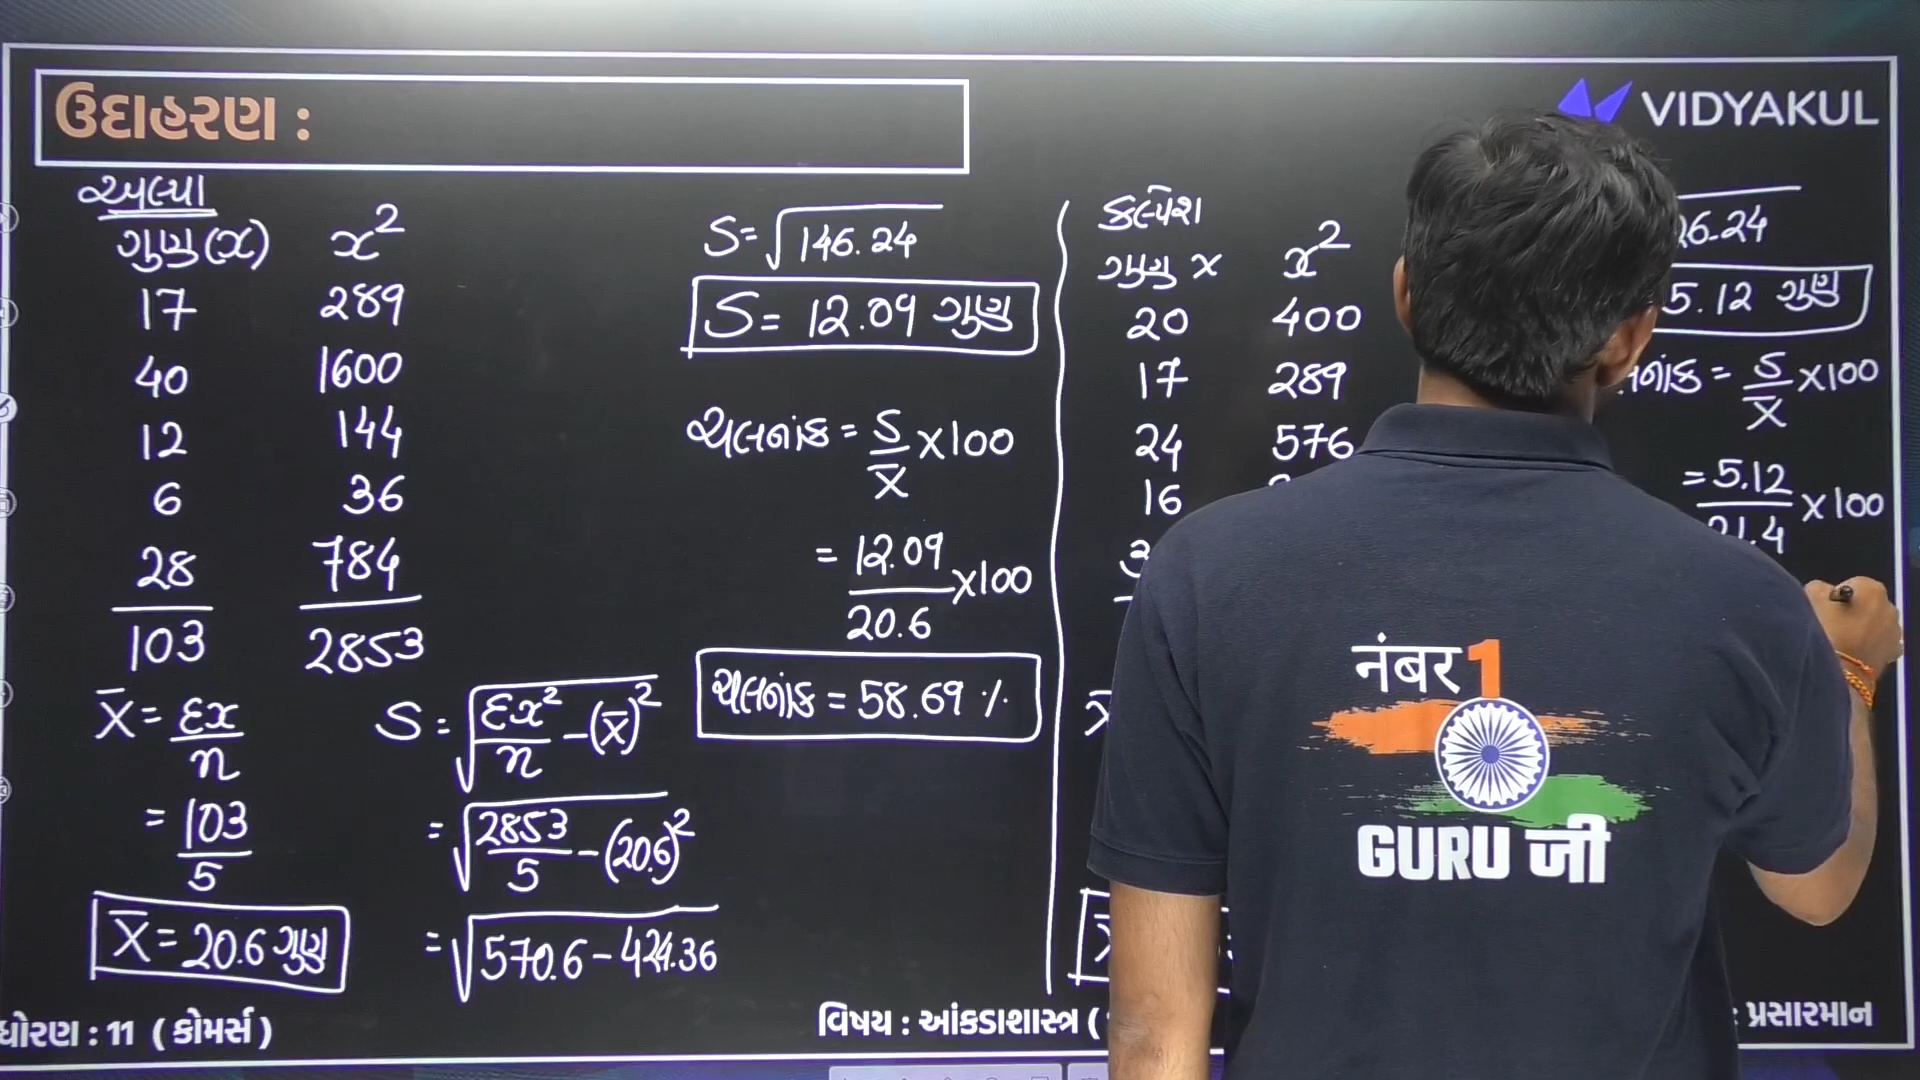 ઉદાહરણ :
VIDYAKUL
અલ્પા
ગુણ(x) x²
17 289
40 1600
12 144
6 36
28 784
103 2853
X̄ = Σx/n
= 103/5
X̄ = 20.6 ગુણ
S = √(Σx²/n - (x̄)²)
= √(2853/5 - (20.6)²)
= √(570.6 - 424.36)
S = √146.24
S = 12.09 ગુણ
ચલનાંક = S/X̄ × 100
= 12.09/20.6 × 100
ચલનાંક = 58.69 %
કલ્પેશ
ગુણ x x²
20 400
17 289
24 576
16
26.24
5.12 ગુણ
= S/X̄ × 100
= 5.12/21.4 × 100
नंबर 1
GURU जी
ધોરણ : 11 ( કોમર્સ )
વિષય : આંકડાશાસ્ત્ર (
: પ્રસારમાન